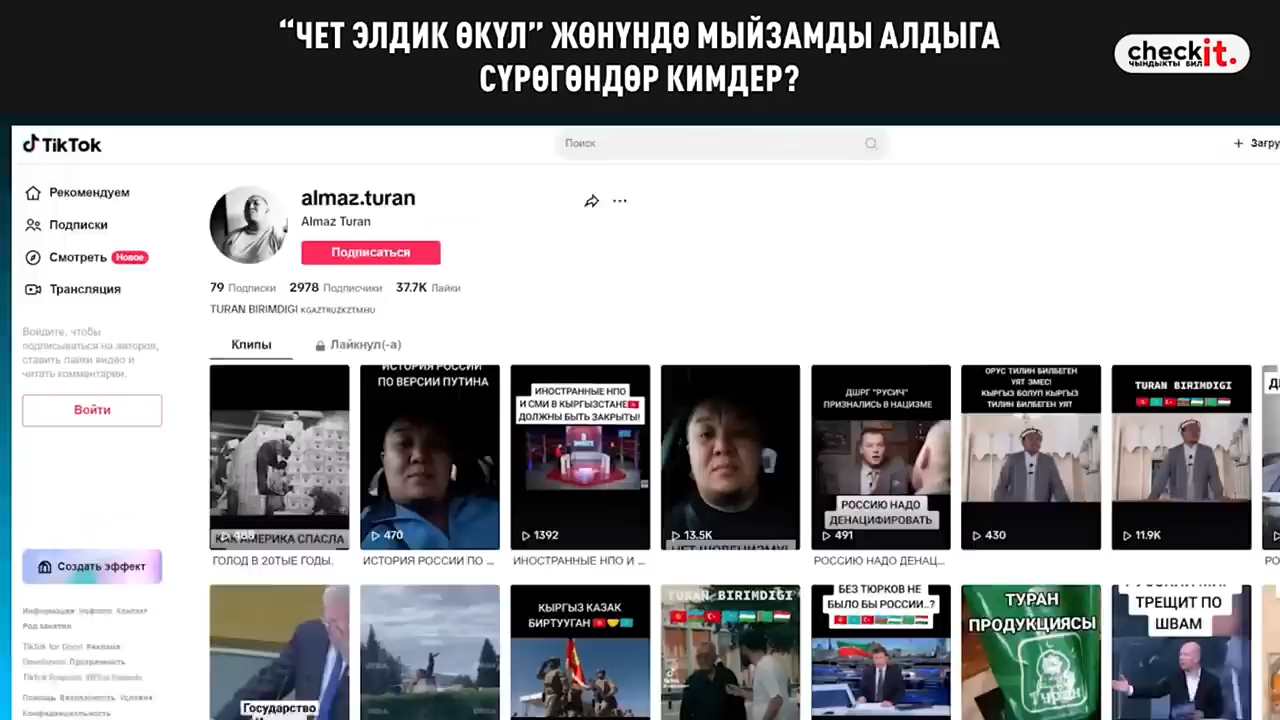 “ЧЕТ ЭЛДИК ӨКҮЛ” ЖӨНҮНДӨ МЫЙЗАМДЫ АЛДЫГА
СҮРӨГӨНДӨР КИМДЕР?
checkit.
ЧЫНДЫКТЫ БИЛ
TikTok
Поиск
Загру
Рекомендуем
Подписки
Смотреть Новое
Трансляция
Войдите, чтобы
подписываться на авторов,
ставить лайки видео и
читать комментарии.
Войти
Создать эффект
almaz.turan
Almaz Turan
Подписаться
79 Подписки 2978 Подписчики 37.7K Лайки
TURAN BIRIMDIGI KGAZTRUZKZTMHU
Клипы
Лайкнул(-а)
АМЕРИКА СПАСЛА
ГОЛОД В 20ТЫЕ ГОДЫ.
ИСТОРИЯ РОССИИ
ПО ВЕРСИИ ПУТИНА
470
ИСТОРИЯ РОССИИ ПО ...
ИНОСТРАННЫЕ НПО
И СМИ В КЫРГЫЗСТАНЕ
ДОЛЖНЫ БЫТЬ ЗАКРЫТЫ!
1392
ИНОСТРАННЫЕ НПО И ...
13.5K
НЕТ ШОВЕНИЗМУ!
ДШРГ "РУСИЧ"
ПРИЗНАЛИСЬ В НАЦИЗМЕ
РОССИЮ НАДО
ДЕНАЦИФИРОВАТЬ
491
РОССИЮ НАДО ДЕНАЦ...
ОРУС ТИЛИН БИЛБЕГЕН
УЯТ ЭМЕС!
КЫРГЫЗ БОЛУП КЫРГЫЗ
ТИЛИН БИЛБЕГЕН УЯТ
430
TURAN BIRIMDIGI
11.9K
Государство
КЫРГЫЗ КАЗАК
БИРТУУГАН
TURAN BIRIMDIGI
БЕЗ ТЮРКОВ НЕ
БЫЛО БЫ РОССИИ..?
ТУРАН
ПРОДУКЦИЯСЫ
ТРЕЩИТ ПО
ШВАМ